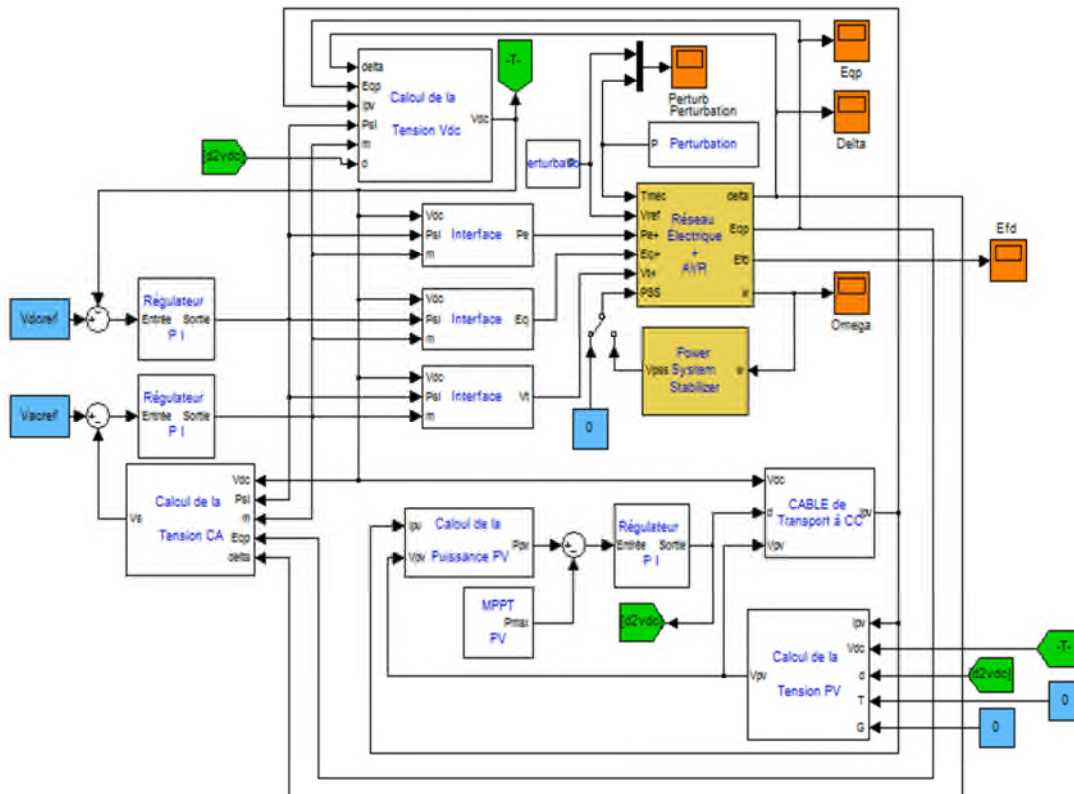 delta
Eqp
Ipv
Psi
m
d
Calcul de la
Tension Vdc
Vdc
-T-
[d2vdc]
Perturb
Perturbation
P
Perturbation
Eqp
Delta
Vdc
Psi
m
Interface
Pe
Tmec
Vref
Pe+
Eq+
Vt+
PSS
Réseau
Électrique
+
AVR
delta
Eqp
Efd
w
Efd
Omega
Vdcref
Régulateur
Entrée Sortie
P I
Vdc
Psi
m
Interface
Eq
Vacref
Régulateur
Entrée Sortie
P I
Vdc
Psi
m
Interface
Vt
0
Vpss
Power
System
Stabilizer
w
Vs
Calcul de la
Tension CA
Vdc
Psi
m
Eqp
delta
Ipv
Vpv
Calcul de la
Puissance PV
Ppv
MPPT
PV
Pmax
Régulateur
Entrée Sortie
P I
[d2vdc]
Vdc
d
Vpv
CABLE de
Transport á CC
Ipv
Vpv
Calcul de la
Tension PV
Ipv
Vdc
d
T
G
-T-
[d2vdc]
0
0